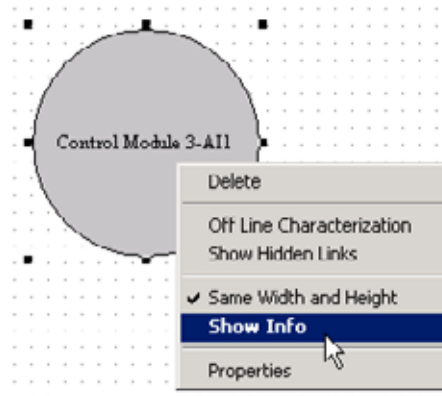 Control Module 3-AI1
Delete
Off Line Characterization
Show Hidden Links
Same Width and Height
Show Info
Properties